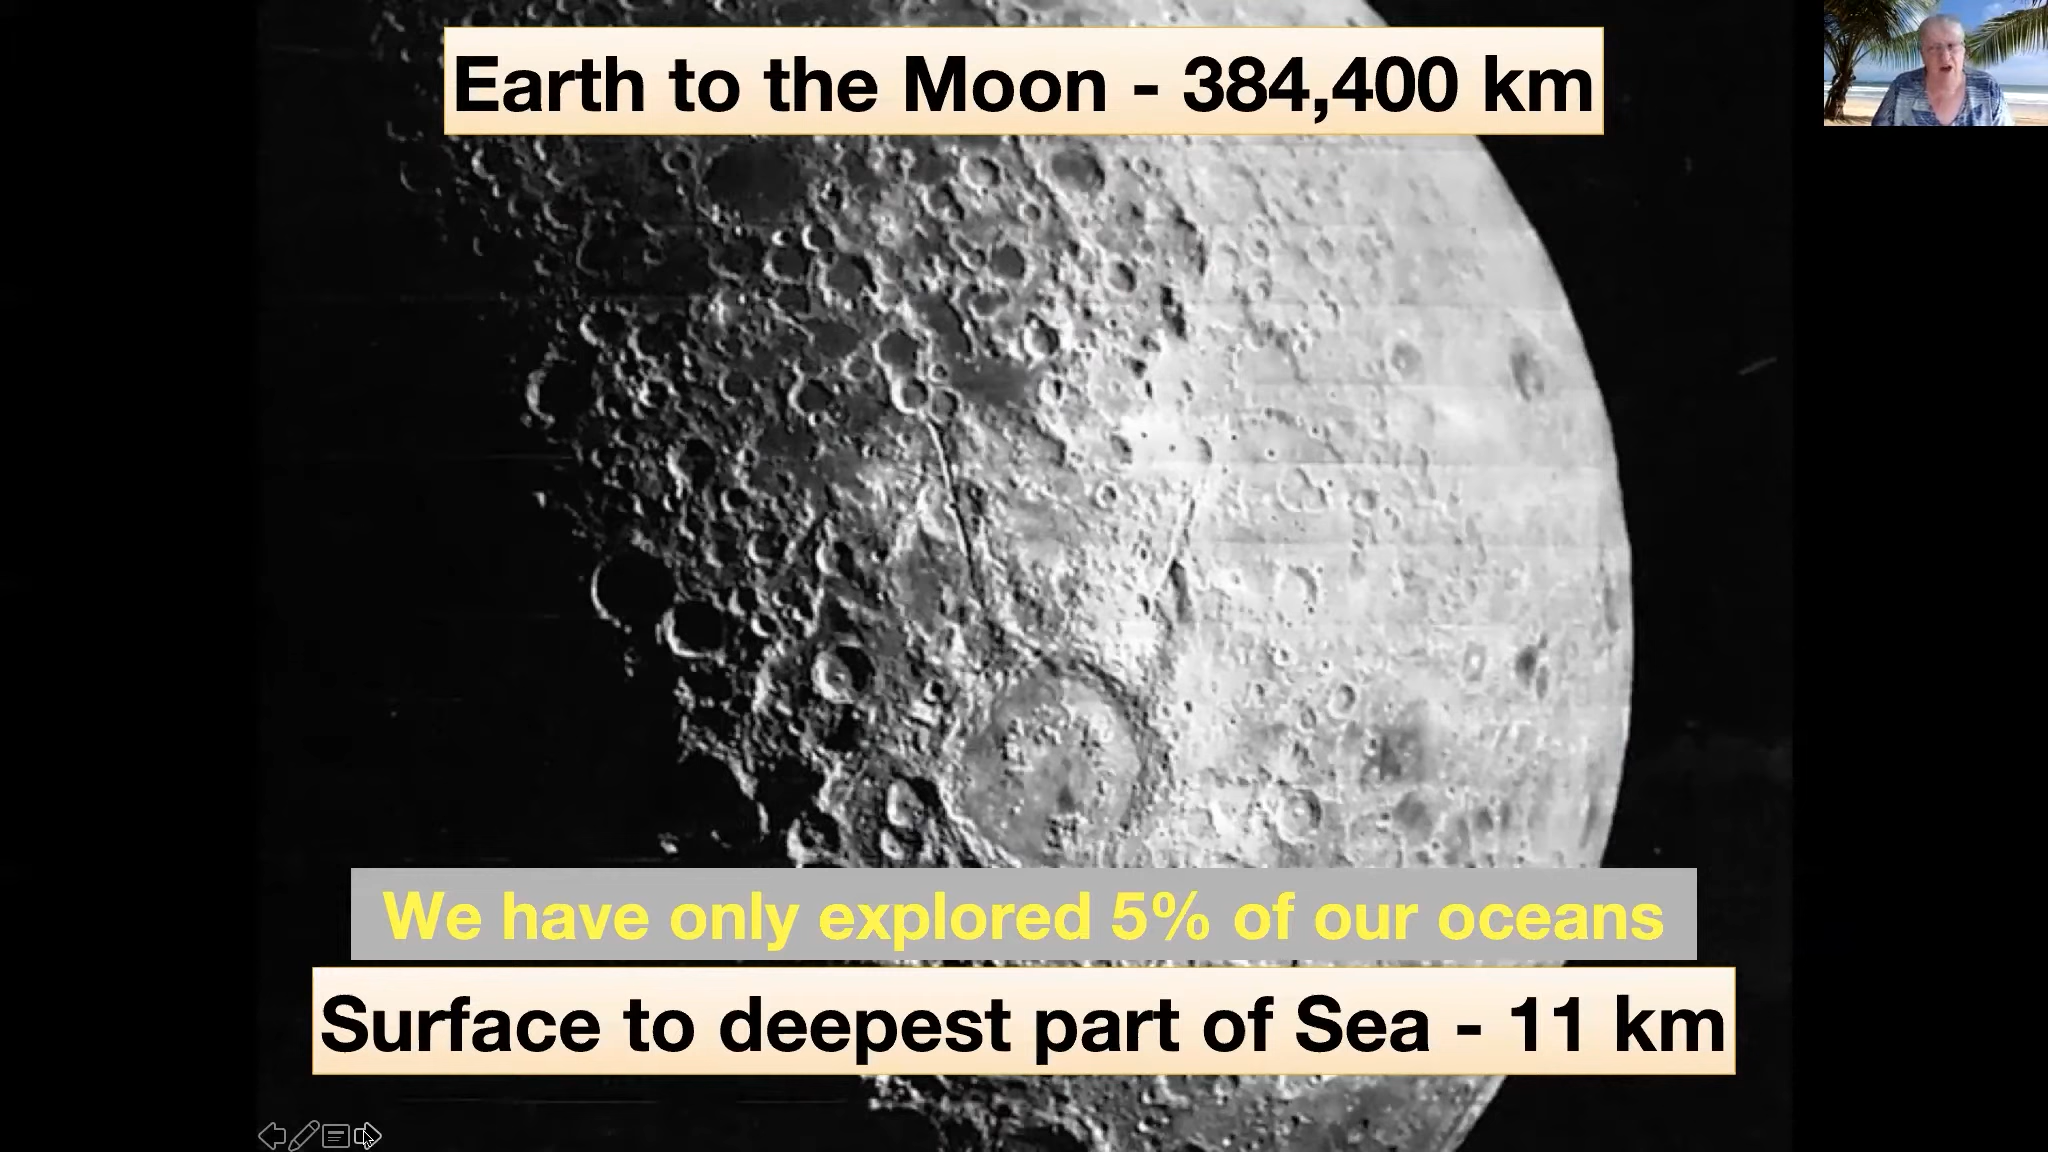 Earth to the Moon - 384,400 km
We have only explored 5% of our oceans
Surface to deepest part of Sea - 11 km